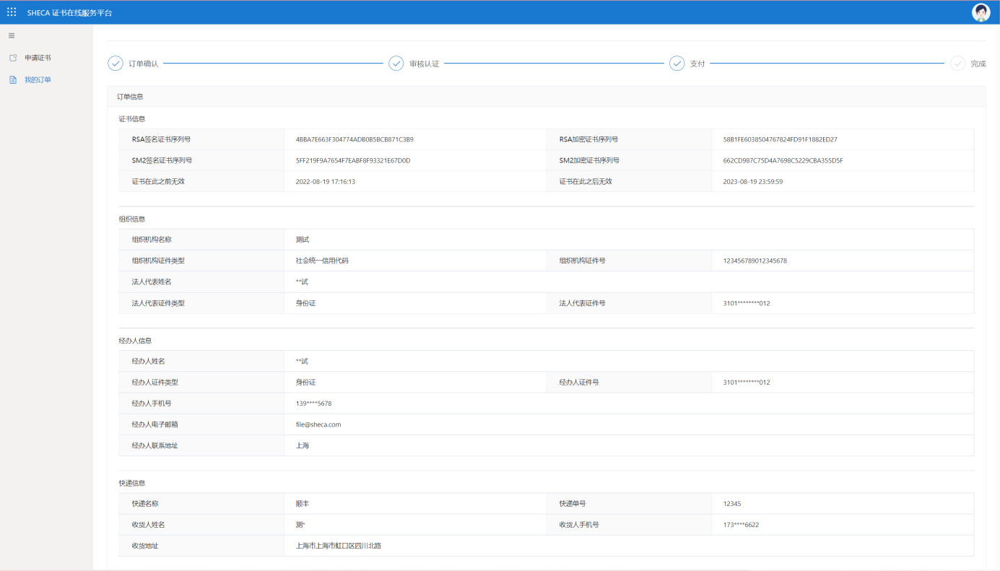 SHECA 证书在线服务平台
申请证书
我的订单
订单确认 审核认证 支付 完成
订单信息
证书信息
RSA签名证书序列号 4BBA7E663F304774ADB0B5BCB871C3B9 RSA加密证书序列号 58B1FE6038504767824FD91F1882ED27
SM2签名证书序列号 5FF219F9A7654F7EABF8F93321E67D0D SM2加密证书序列号 662CD987C75D4A7698C5229CBA355D5F
证书在此之前无效 2022-08-19 17:16:13 证书在此之后无效 2023-08-19 23:59:59
组织信息
组织机构名称 测试
组织机构证件类型 社会统一信用代码 组织机构证件号 123456789012345678
法人代表姓名 **试
法人代表证件类型 身份证 法人代表证件号 3101********012
经办人信息
经办人姓名 **试
经办人证件类型 身份证 经办人证件号 3101********012
经办人手机号 139****5678
经办人电子邮箱 file@sheca.com
经办人联系地址 上海
快递信息
快递名称 顺丰 快递单号 12345
收货人姓名 测* 收货人手机号 173****6622
收货地址 上海市上海市虹口区四川北路